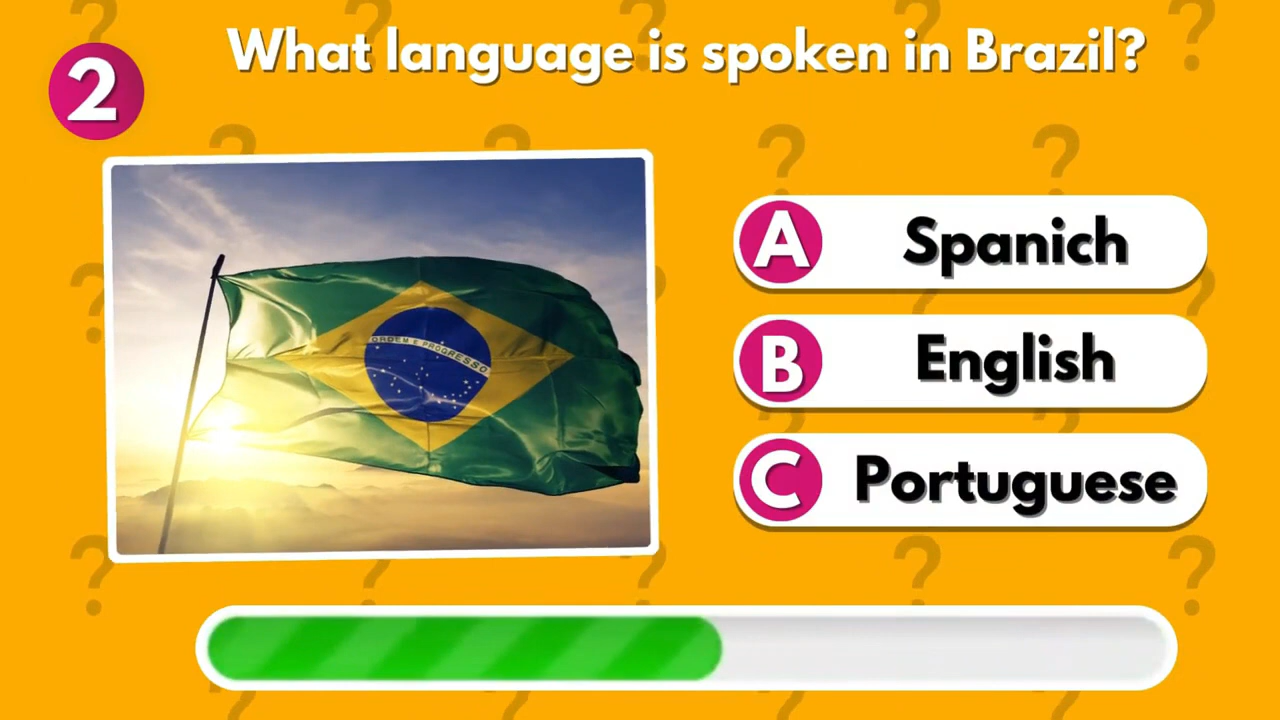 2
What language is spoken in Brazil?
ORDEM E PROGRESSO
A Spanich
B English
C Portuguese